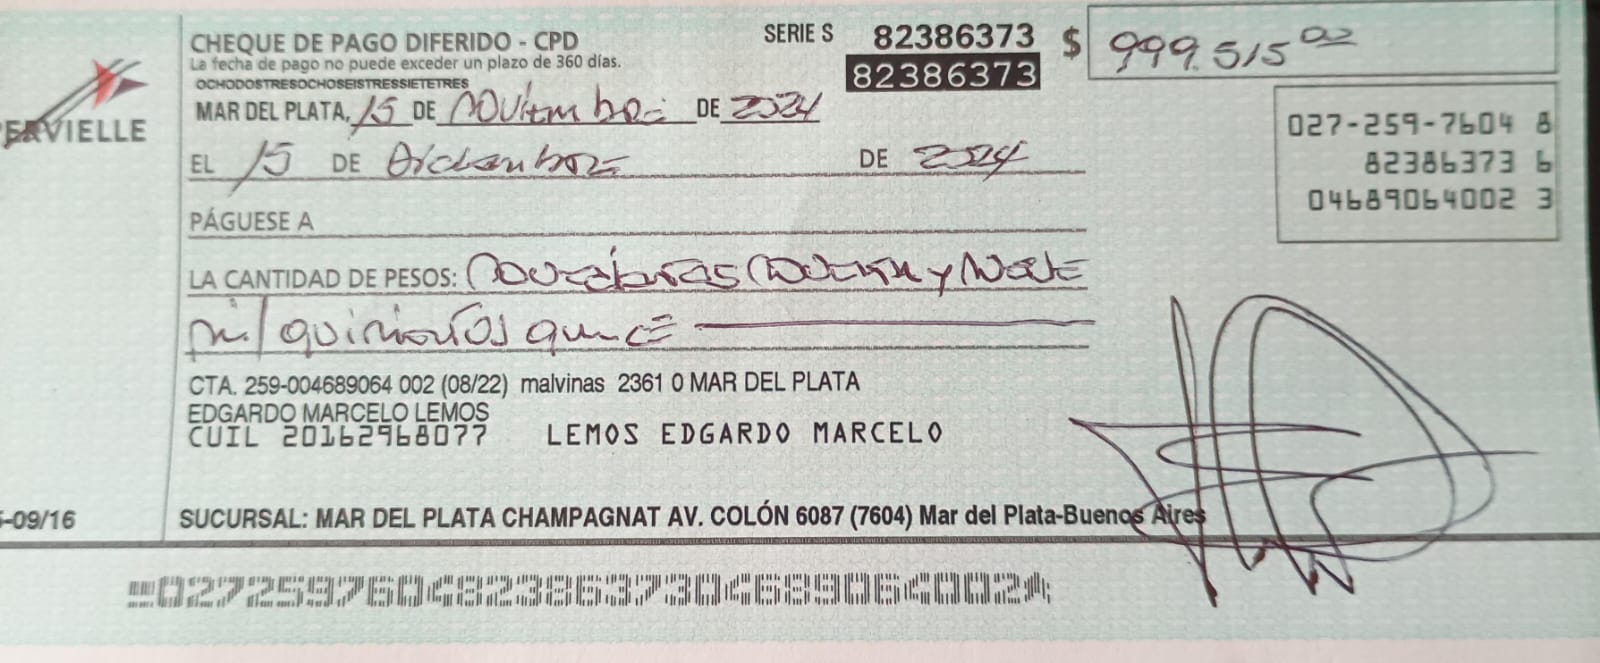 ERVIELLE
CHEQUE DE PAGO DIFERIDO - CPD
La fecha de pago no puede exceder un plazo de 360 días.
OCHODOSTRESOCHOSEISTRESSIETETRES
SERIE S 82386373
82386373
$ 999.515 00
MAR DEL PLATA, 15 DE Noviembre DE 2024
EL 15 DE Diciembre DE 2024
027-259-7604 8
82386373 6
04689064002 3
PÁGUESE A
LA CANTIDAD DE PESOS: Novecientos Noventa y Nueve
mil quinientos quince
CTA. 259-004689064 002 (08/22) malvinas 2361 0 MAR DEL PLATA
EDGARDO MARCELO LEMOS
CUIL 20162968077 LEMOS EDGARDO MARCELO
-09/16
SUCURSAL: MAR DEL PLATA CHAMPAGNAT AV. COLÓN 6087 (7604) Mar del Plata-Buenos Aires
02725976048238637304689064002